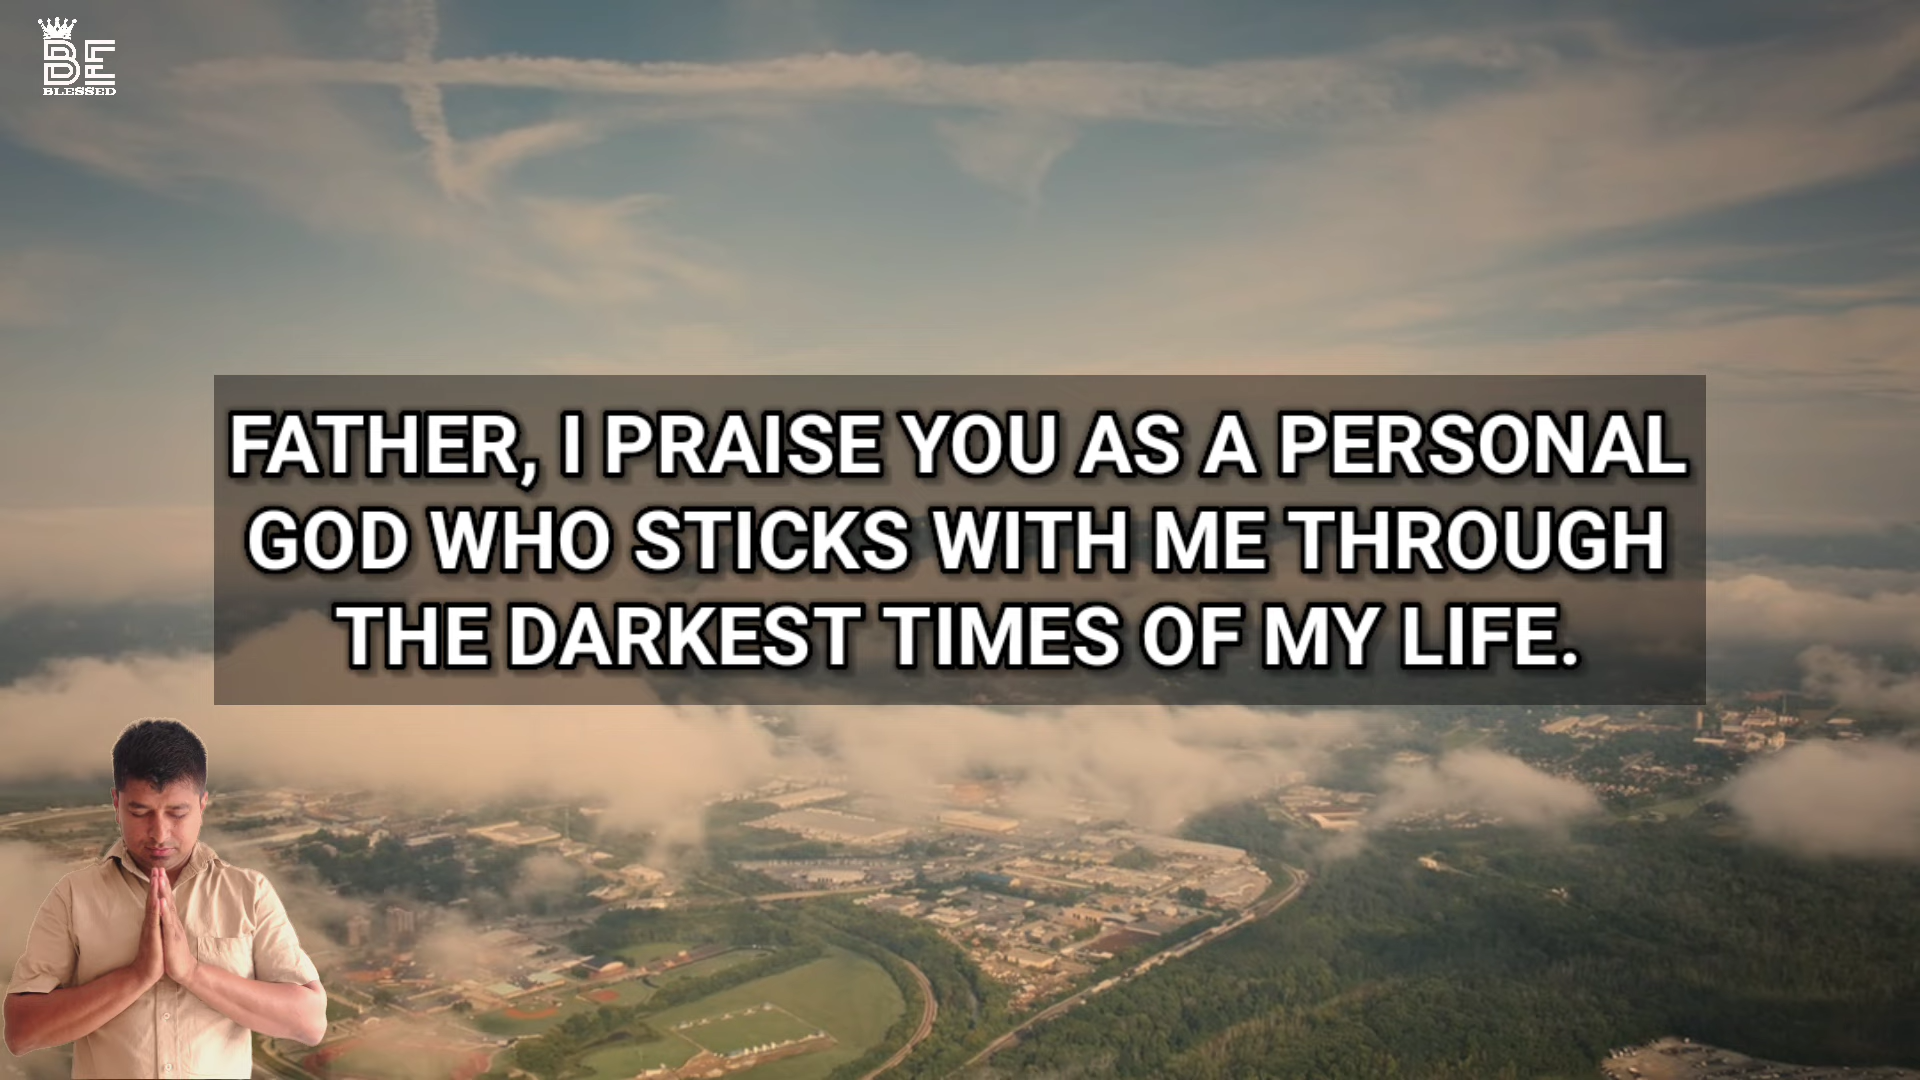 BE
BLESSED
FATHER, I PRAISE YOU AS A PERSONAL
GOD WHO STICKS WITH ME THROUGH
THE DARKEST TIMES OF MY LIFE.